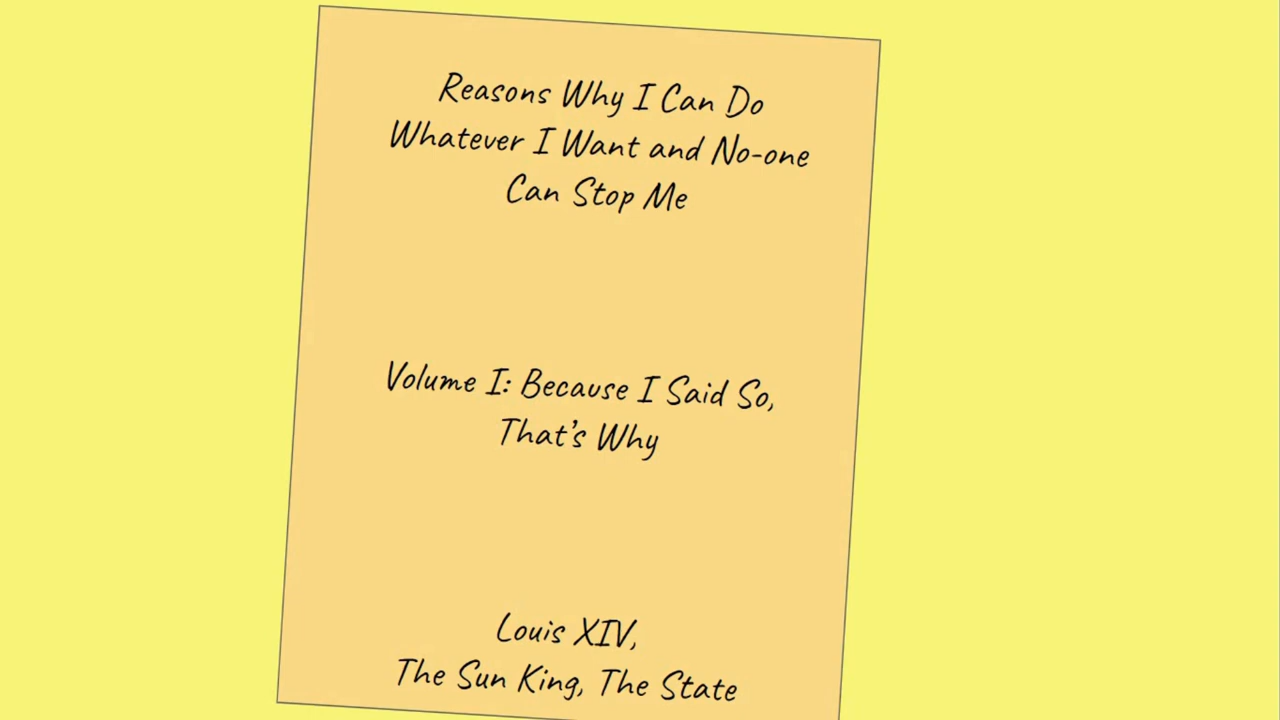 Reasons Why I Can Do
Whatever I Want and No-one
Can Stop Me
Volume I: Because I Said So,
That's Why
Louis XIV,
The Sun King, The State